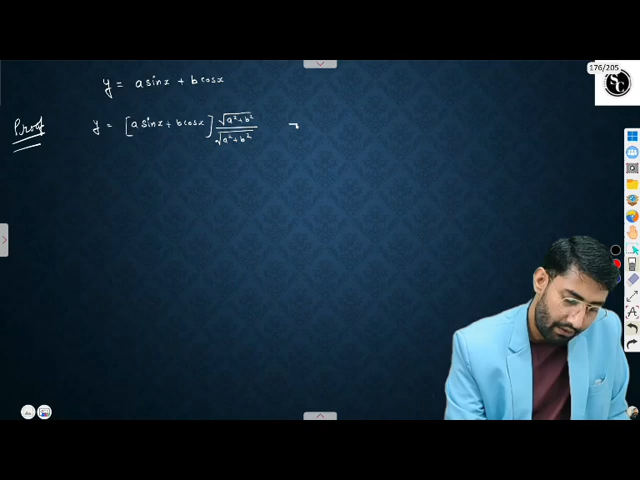 176/205
y = a sinx + b cosx
Proof y = [a sinx + b cosx] √a²+b² / √a²+b²